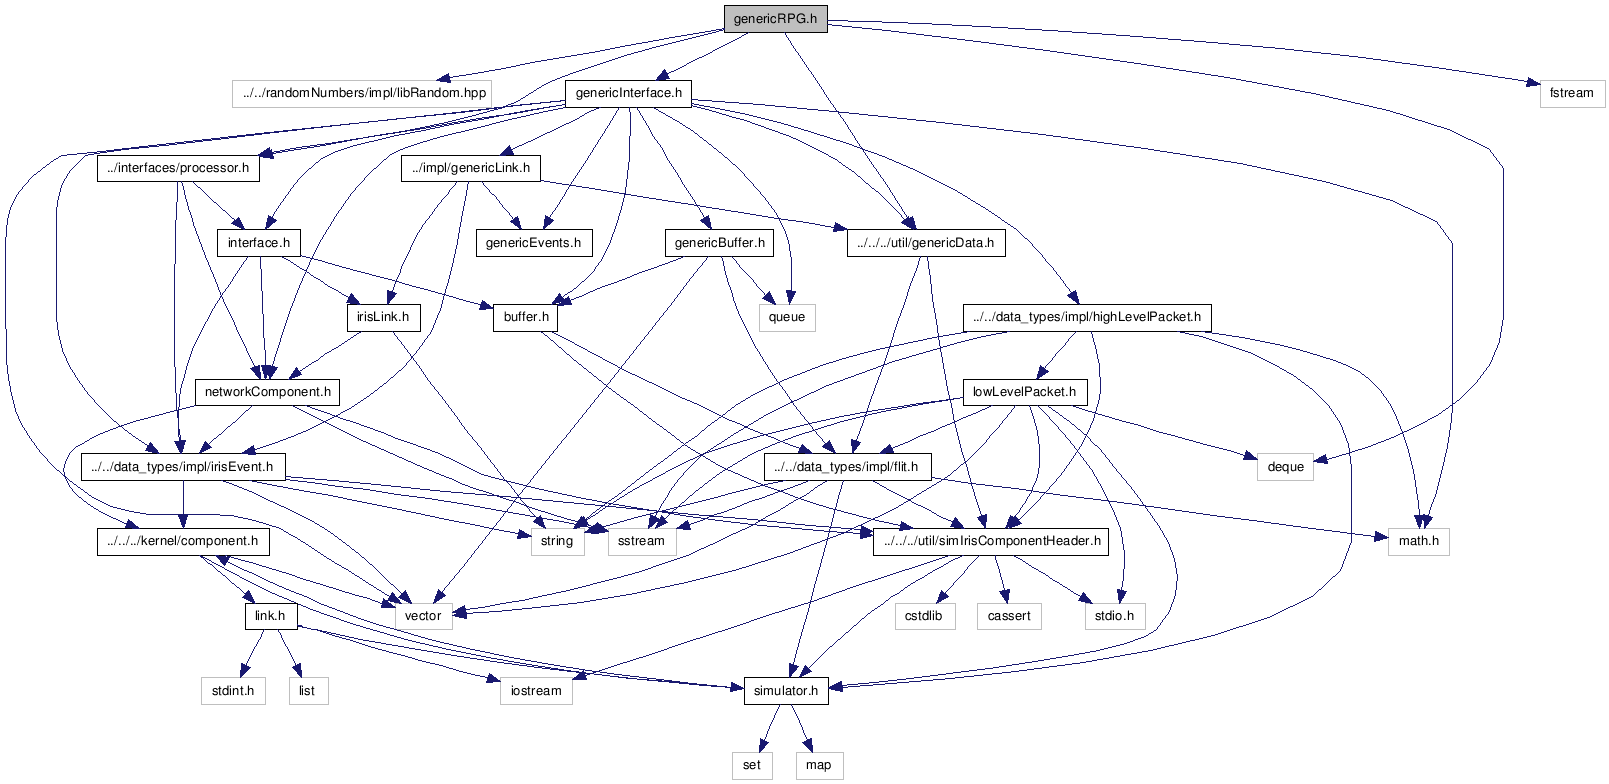 genericRPG.h
../../randomNumbers/impl/libRandom.hpp
genericInterface.h
fstream
../interfaces/processor.h
../impl/genericLink.h
interface.h
genericEvents.h
genericBuffer.h
../../../util/genericData.h
irisLink.h
buffer.h
queue
../../data_types/impl/highLevelPacket.h
networkComponent.h
lowLevelPacket.h
../../data_types/impl/irisEvent.h
../../data_types/impl/flit.h
deque
../../../kernel/component.h
string
sstream
../../../util/simIrisComponentHeader.h
math.h
link.h
vector
cstdlib
cassert
stdio.h
stdint.h
list
iostream
simulator.h
set
map